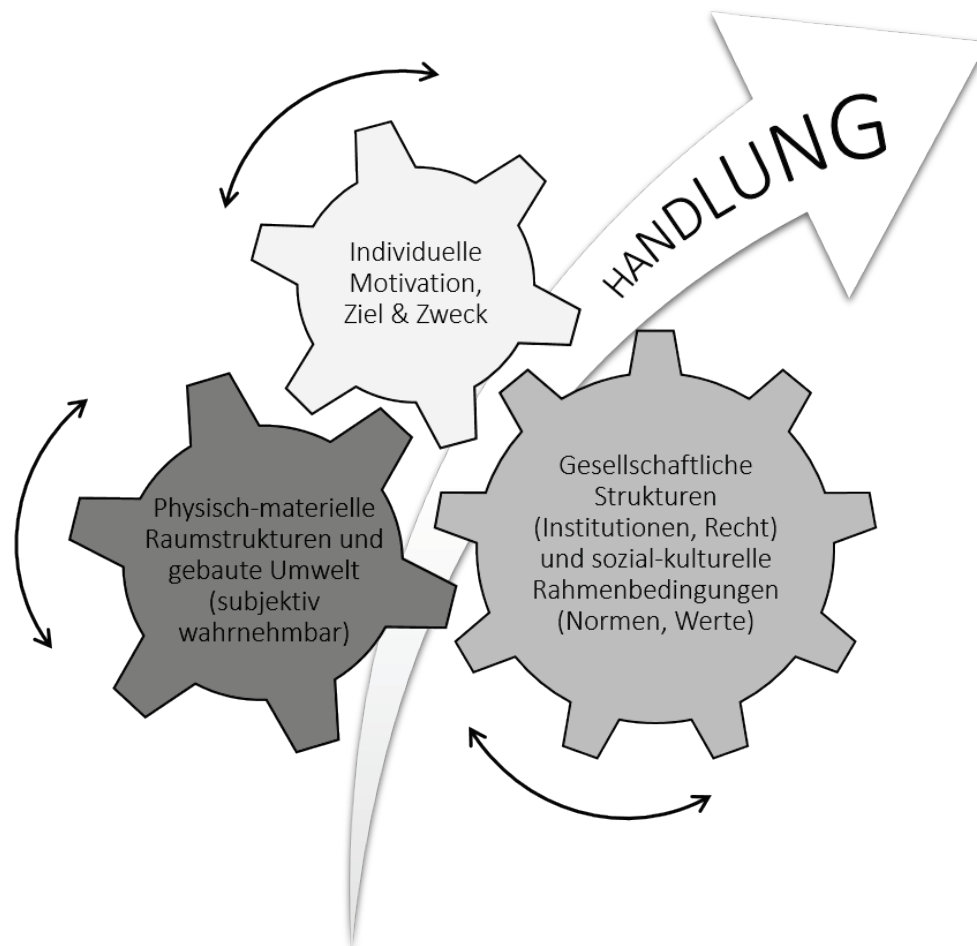 HANDLUNG
Individuelle
Motivation,
Ziel & Zweck
Physisch-materielle
Raumstrukturen und
gebaute Umwelt
(subjektiv
wahrnehmbar)
Gesellschaftliche
Strukturen
(Institutionen, Recht)
und sozial-kulturelle
Rahmenbedingungen
(Normen, Werte)